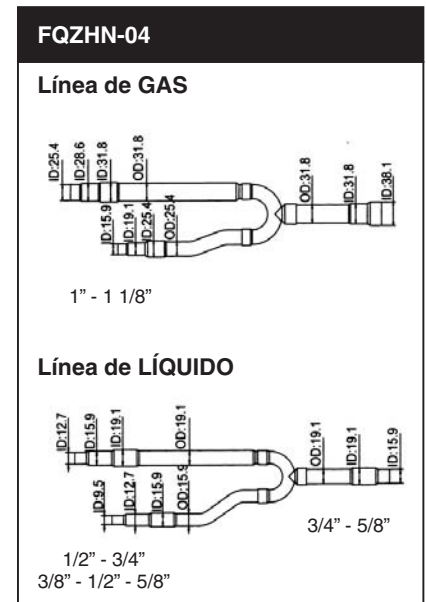 FQZHN-04
Línea de GAS
ID:25.4
ID:28.6
ID:31.8
OD:31.8
OD:31.8
ID:31.8
ID:38.1
ID:15.9
ID:19.1
ID:25.4
OD:25.4
1” - 1 1/8”
Línea de LÍQUIDO
ID:12.7
ID:15.9
ID:19.1
OD:19.1
OD:19.1
ID:19.1
ID:15.9
ID:9.5
ID:12.7
ID:15.9
OD:15.9
3/4” - 5/8”
1/2” - 3/4”
3/8” - 1/2” - 5/8”